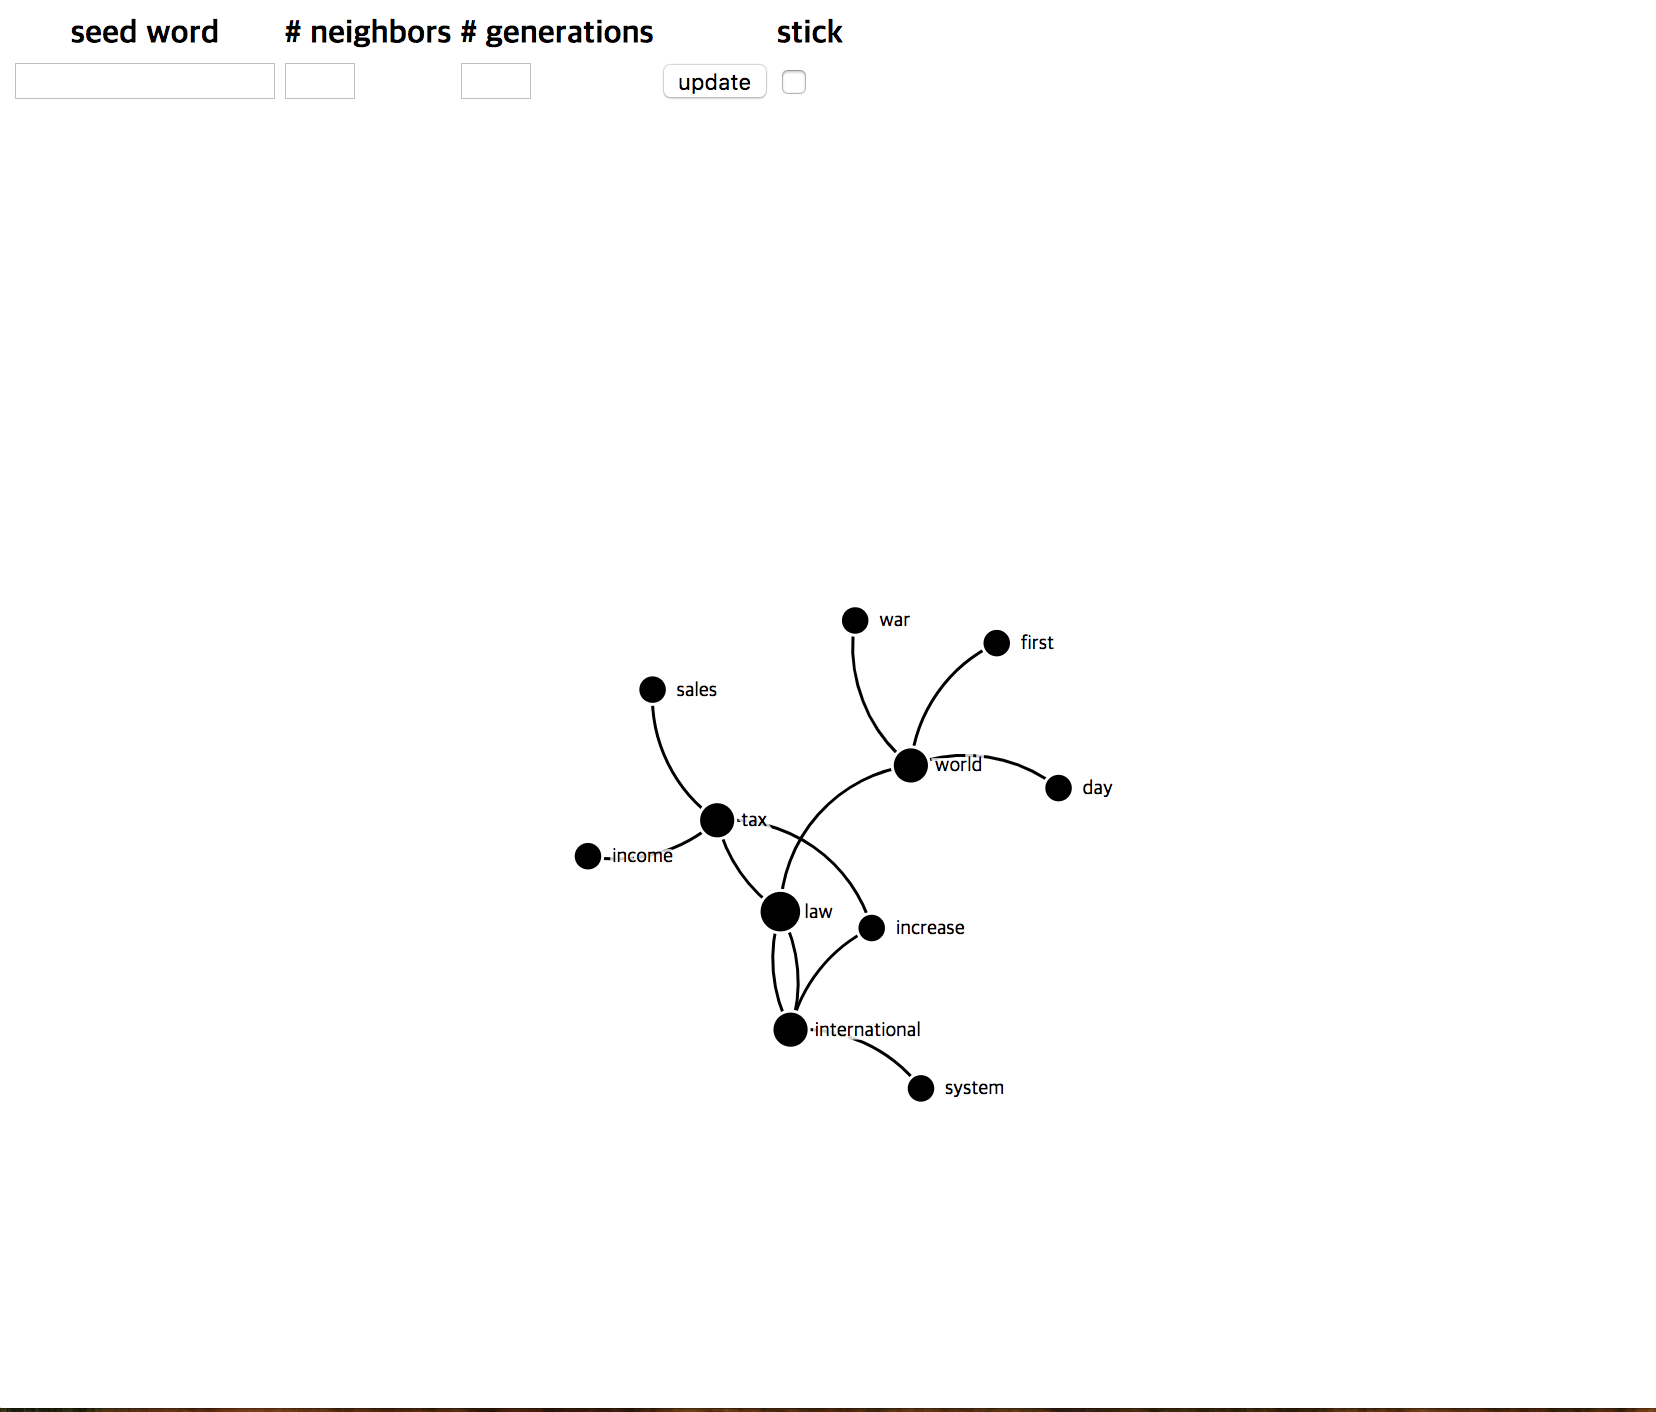 seed word # neighbors # generations stick
update
war
first
sales
world
day
tax
income
law
increase
international
system